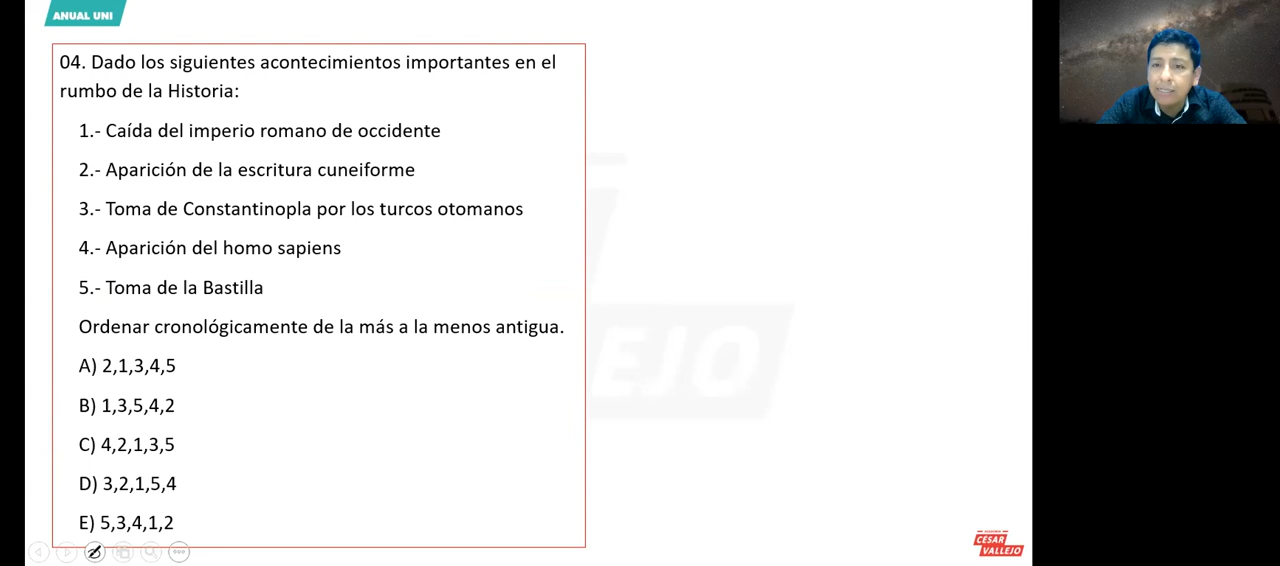 ANUAL UNI
04. Dado los siguientes acontecimientos importantes en el
rumbo de la Historia:
1.- Caída del imperio romano de occidente
2.- Aparición de la escritura cuneiforme
3.- Toma de Constantinopla por los turcos otomanos
4.- Aparición del homo sapiens
5.- Toma de la Bastilla
Ordenar cronológicamente de la más a la menos antigua.
A) 2,1,3,4,5
B) 1,3,5,4,2
C) 4,2,1,3,5
D) 3,2,1,5,4
E) 5,3,4,1,2
EJO
ACADEMIA
CÉSAR
VALLEJO